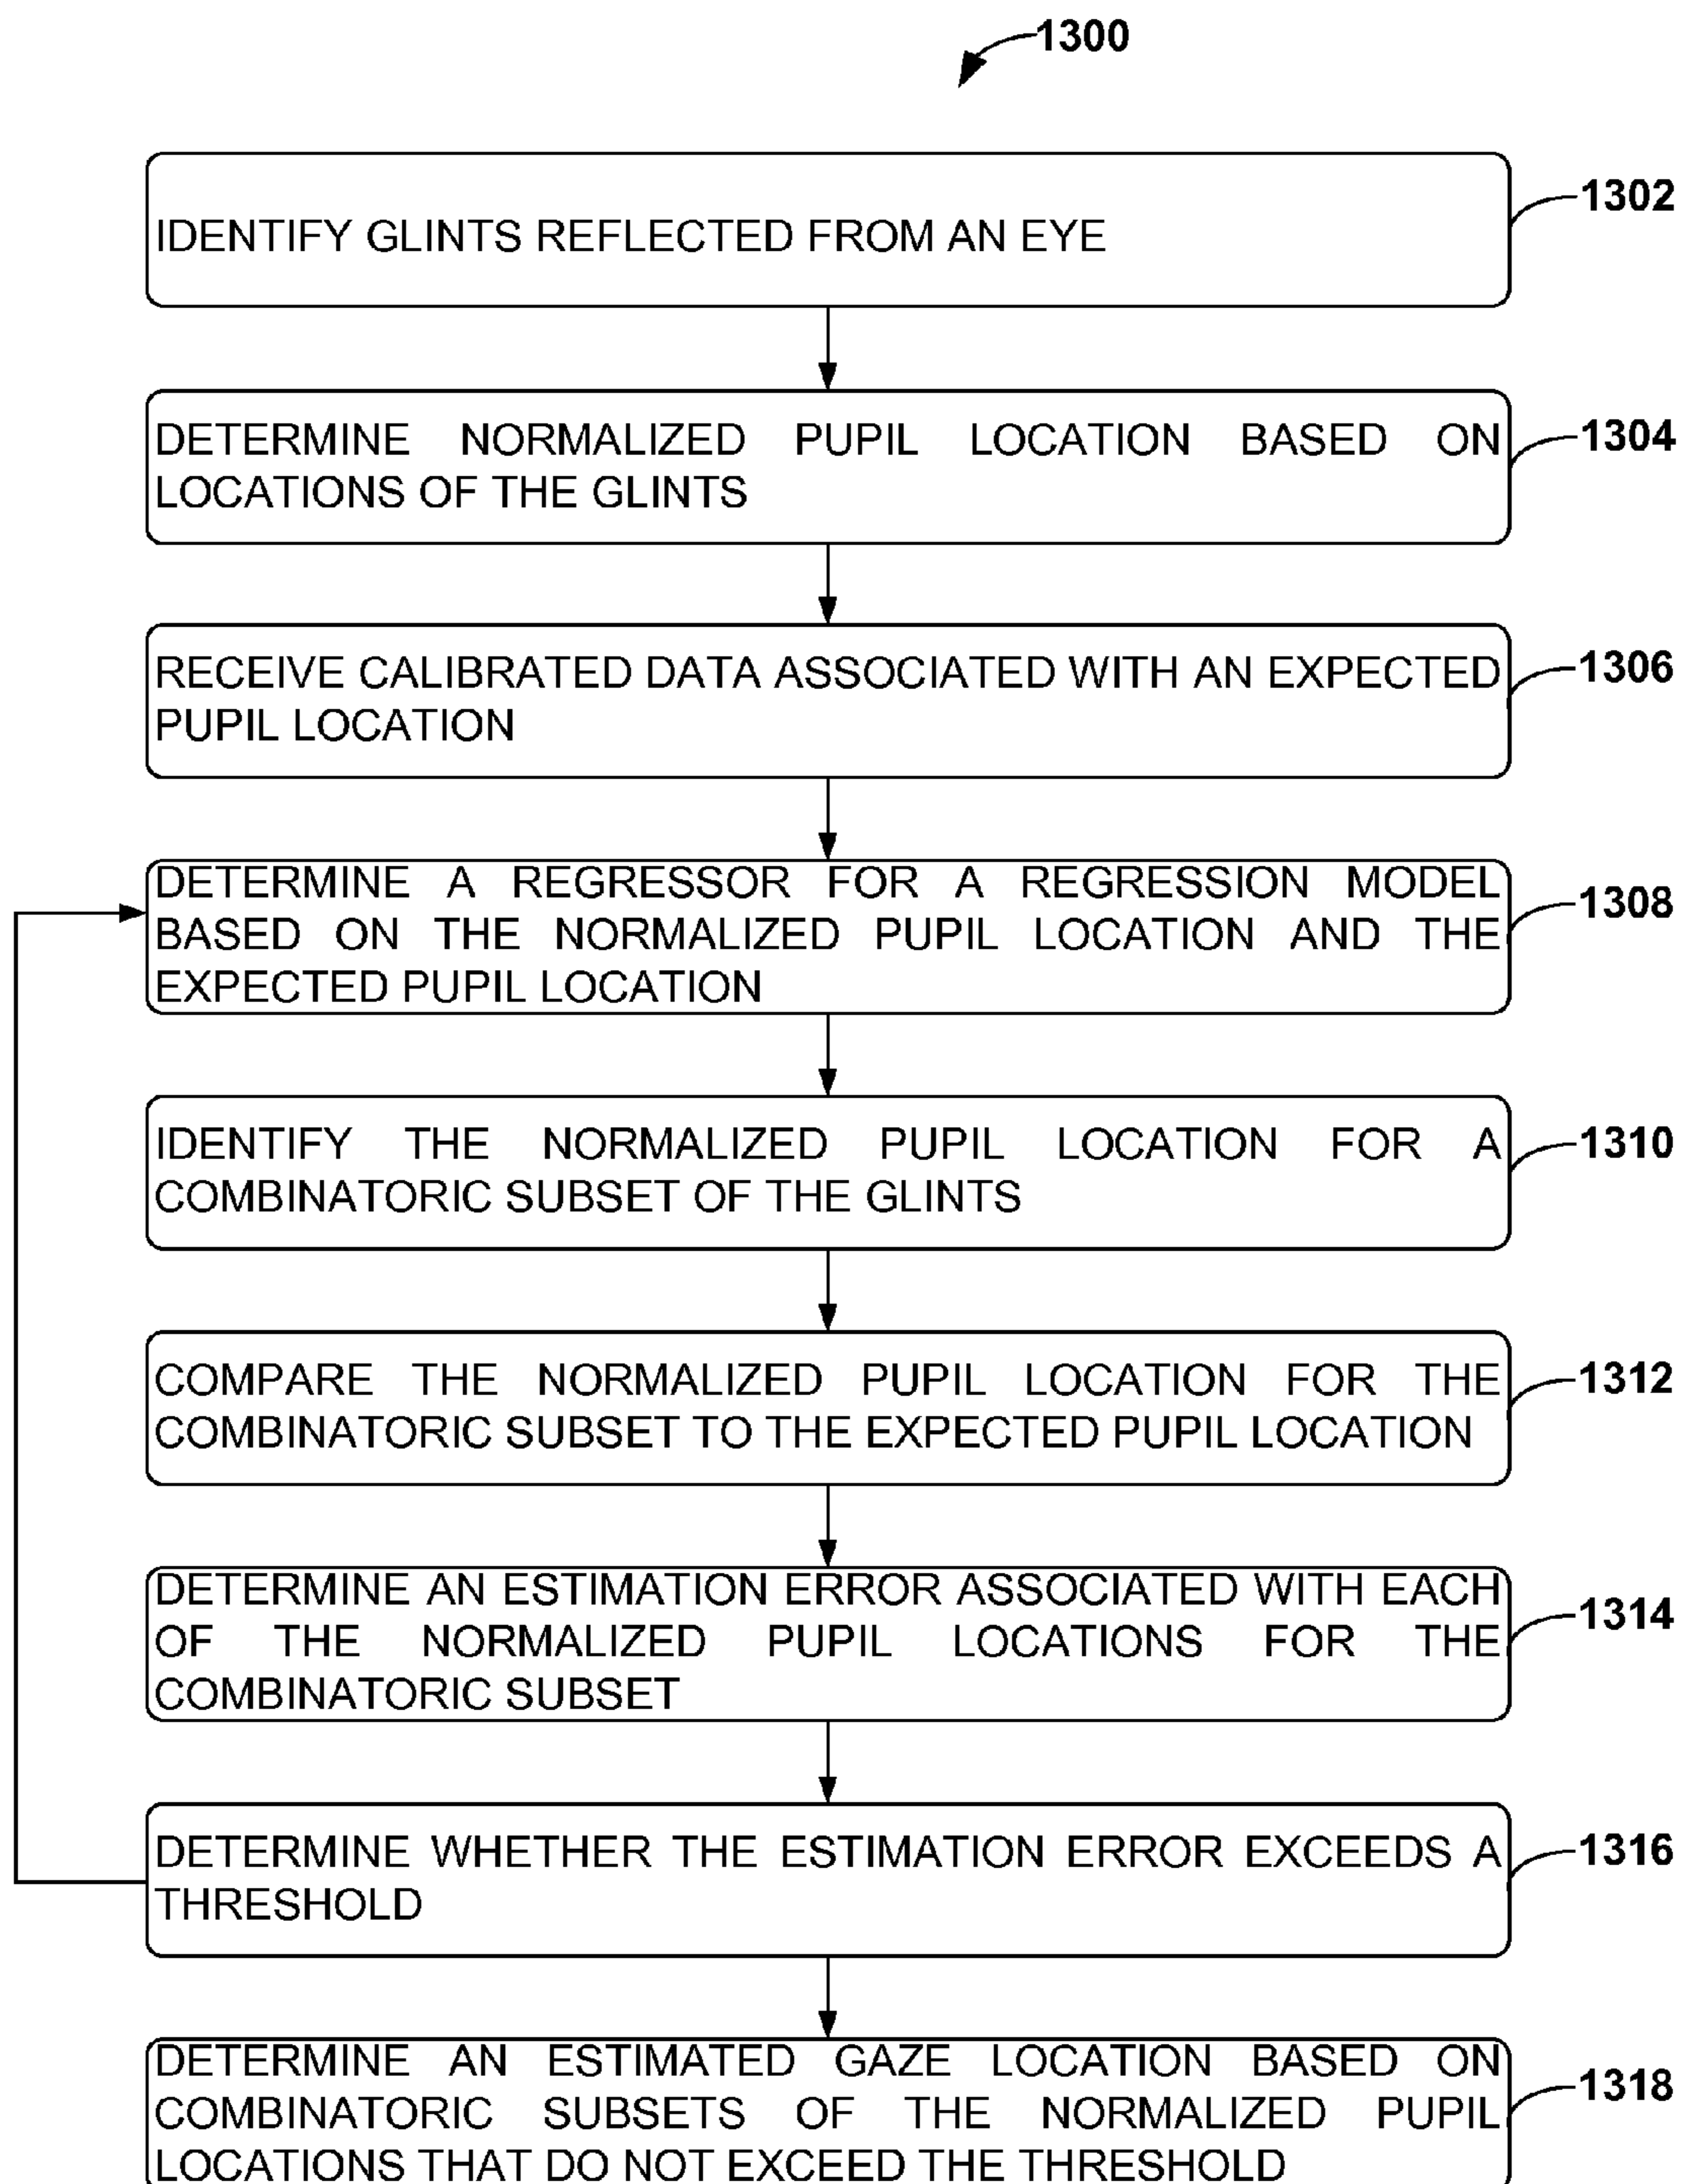 1300
IDENTIFY GLINTS REFLECTED FROM AN EYE
1302
DETERMINE NORMALIZED PUPIL LOCATION BASED ON
LOCATIONS OF THE GLINTS
1304
RECEIVE CALIBRATED DATA ASSOCIATED WITH AN EXPECTED
PUPIL LOCATION
1306
DETERMINE A REGRESSOR FOR A REGRESSION MODEL
BASED ON THE NORMALIZED PUPIL LOCATION AND THE
EXPECTED PUPIL LOCATION
1308
IDENTIFY THE NORMALIZED PUPIL LOCATION FOR A
COMBINATORIC SUBSET OF THE GLINTS
1310
COMPARE THE NORMALIZED PUPIL LOCATION FOR THE
COMBINATORIC SUBSET TO THE EXPECTED PUPIL LOCATION
1312
DETERMINE AN ESTIMATION ERROR ASSOCIATED WITH EACH
OF THE NORMALIZED PUPIL LOCATIONS FOR THE
COMBINATORIC SUBSET
1314
DETERMINE WHETHER THE ESTIMATION ERROR EXCEEDS A
THRESHOLD
1316
DETERMINE AN ESTIMATED GAZE LOCATION BASED ON
COMBINATORIC SUBSETS OF THE NORMALIZED PUPIL
LOCATIONS THAT DO NOT EXCEED THE THRESHOLD
1318